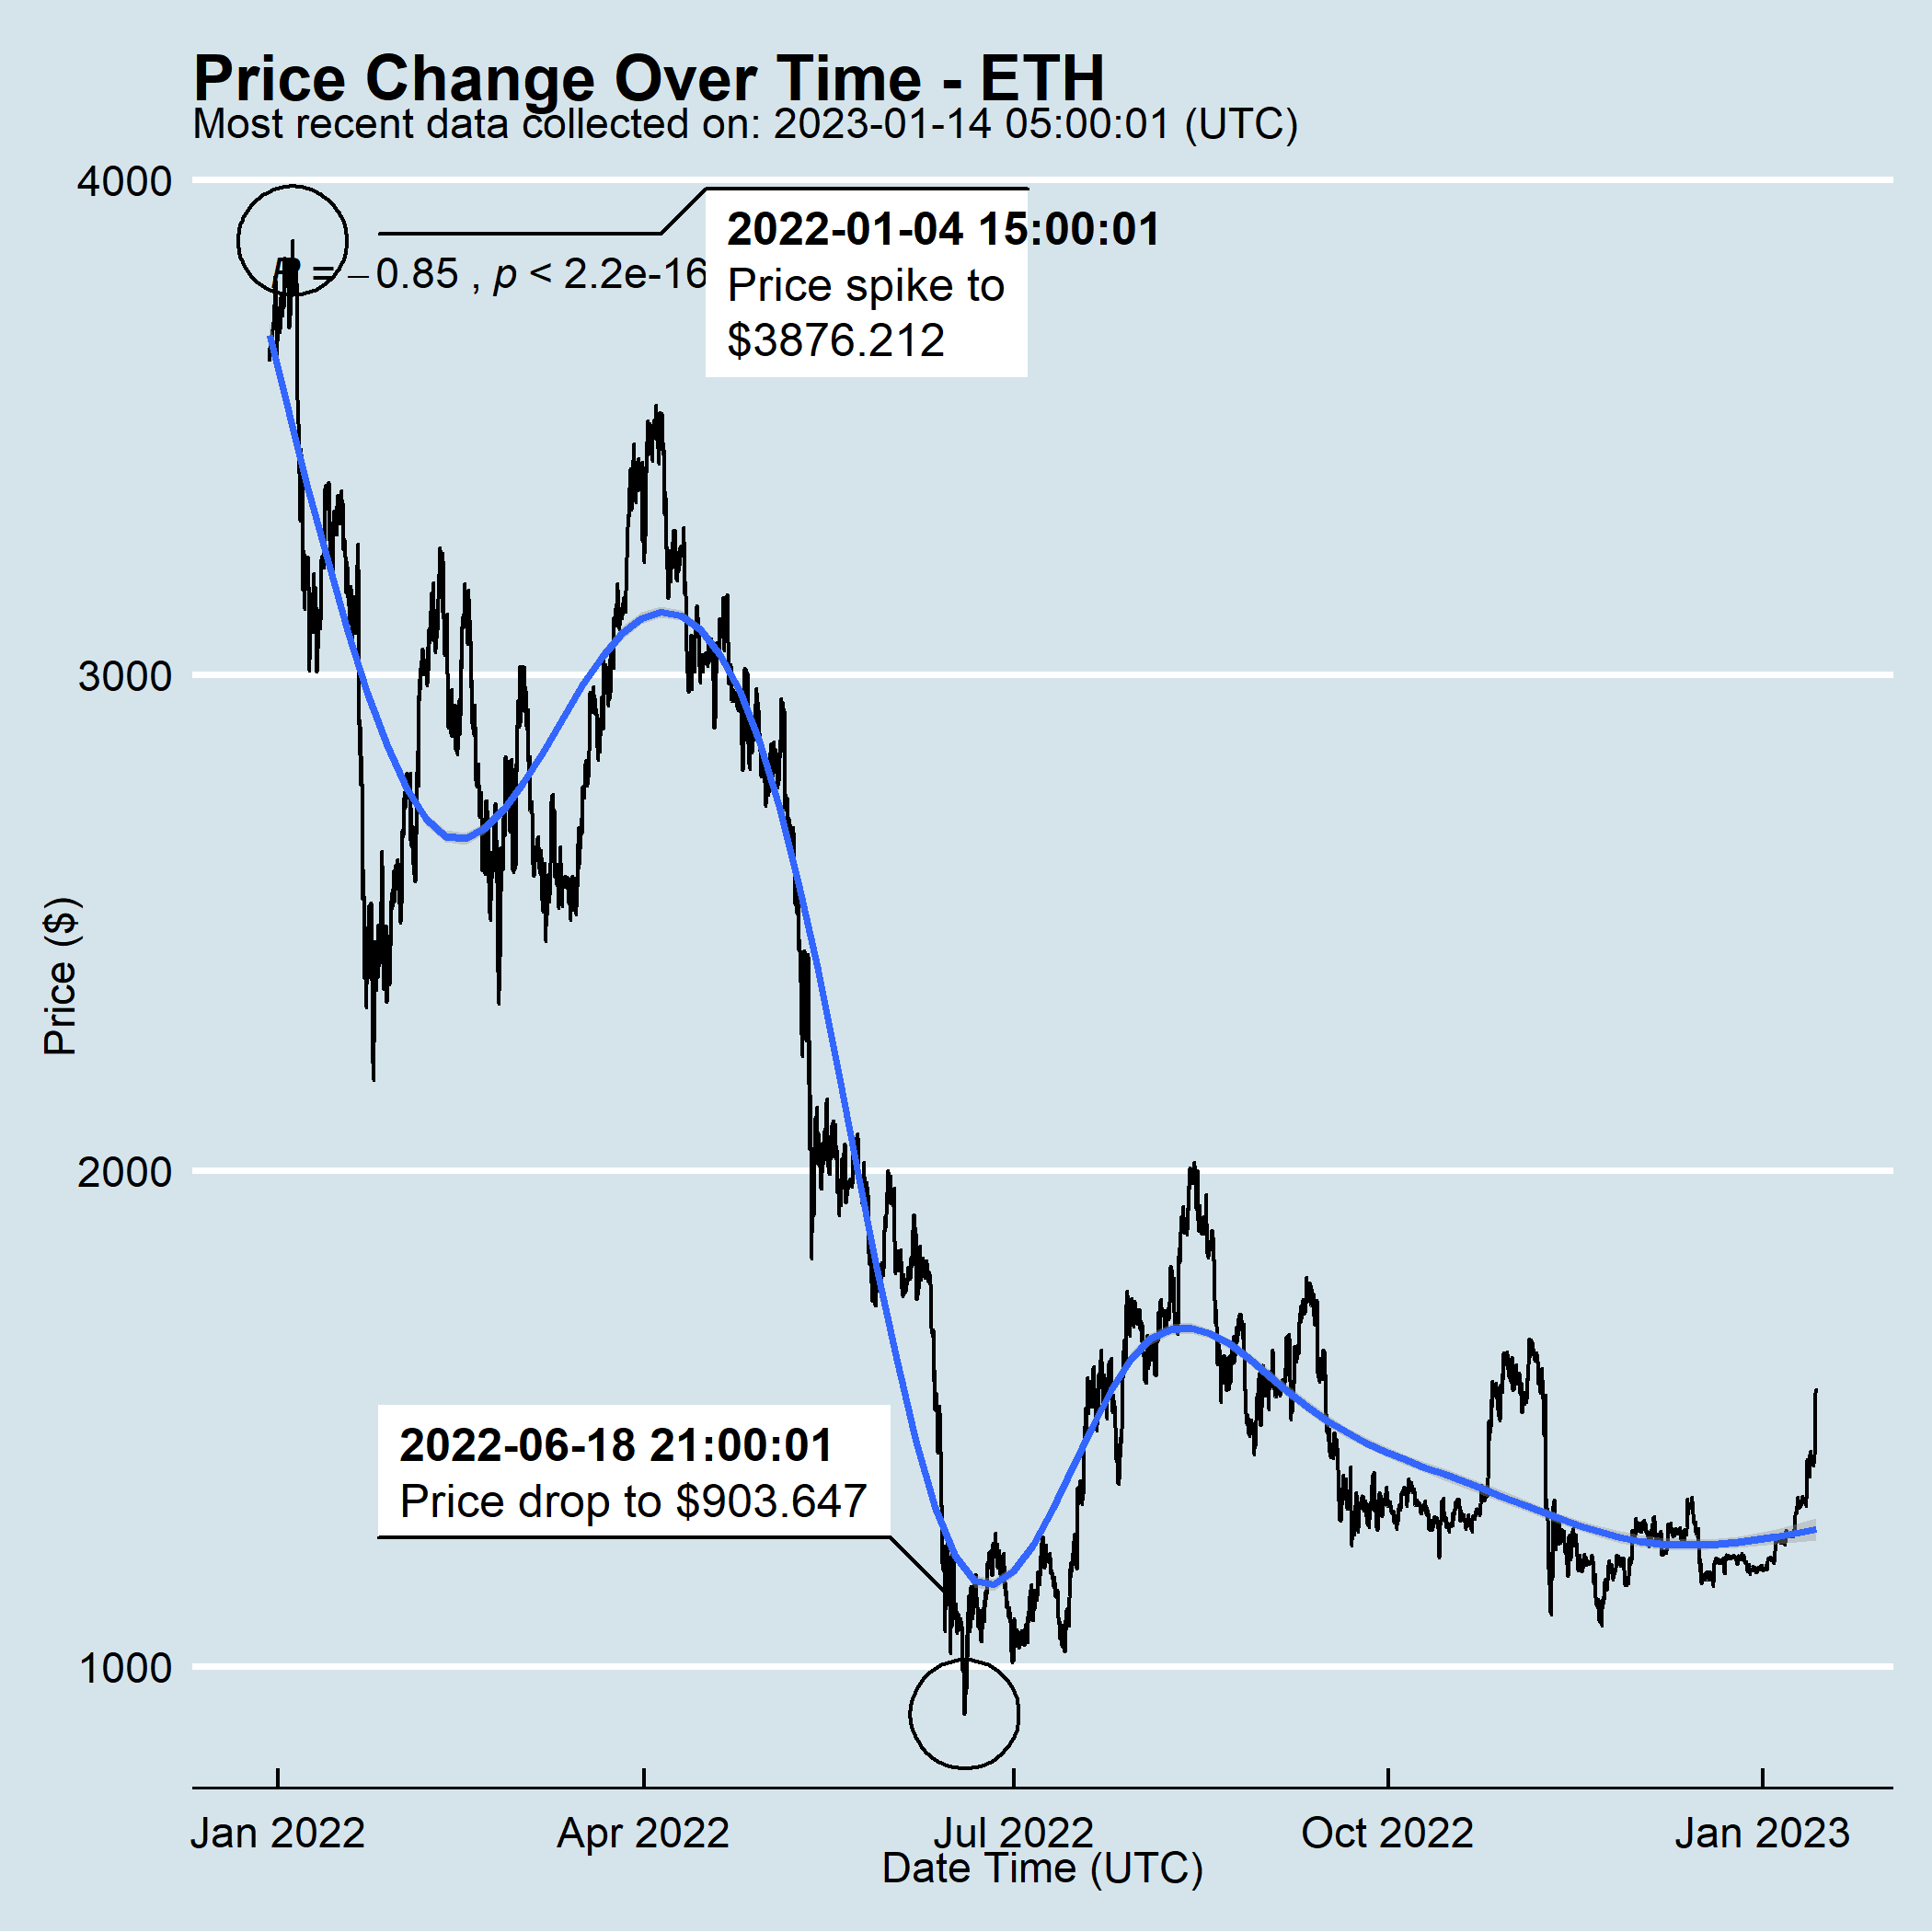 Price Change Over Time - ETH
Most recent data collected on: 2023-01-14 05:00:01 (UTC)
4000
2022-01-04 15:00:01
R = −0.85 , p < 2.2e-16
Price spike to
$3876.212
3000
Price ($)
2000
2022-06-18 21:00:01
Price drop to $903.647
1000
Jan 2022 Apr 2022 Jul 2022 Oct 2022 Jan 2023
Date Time (UTC)